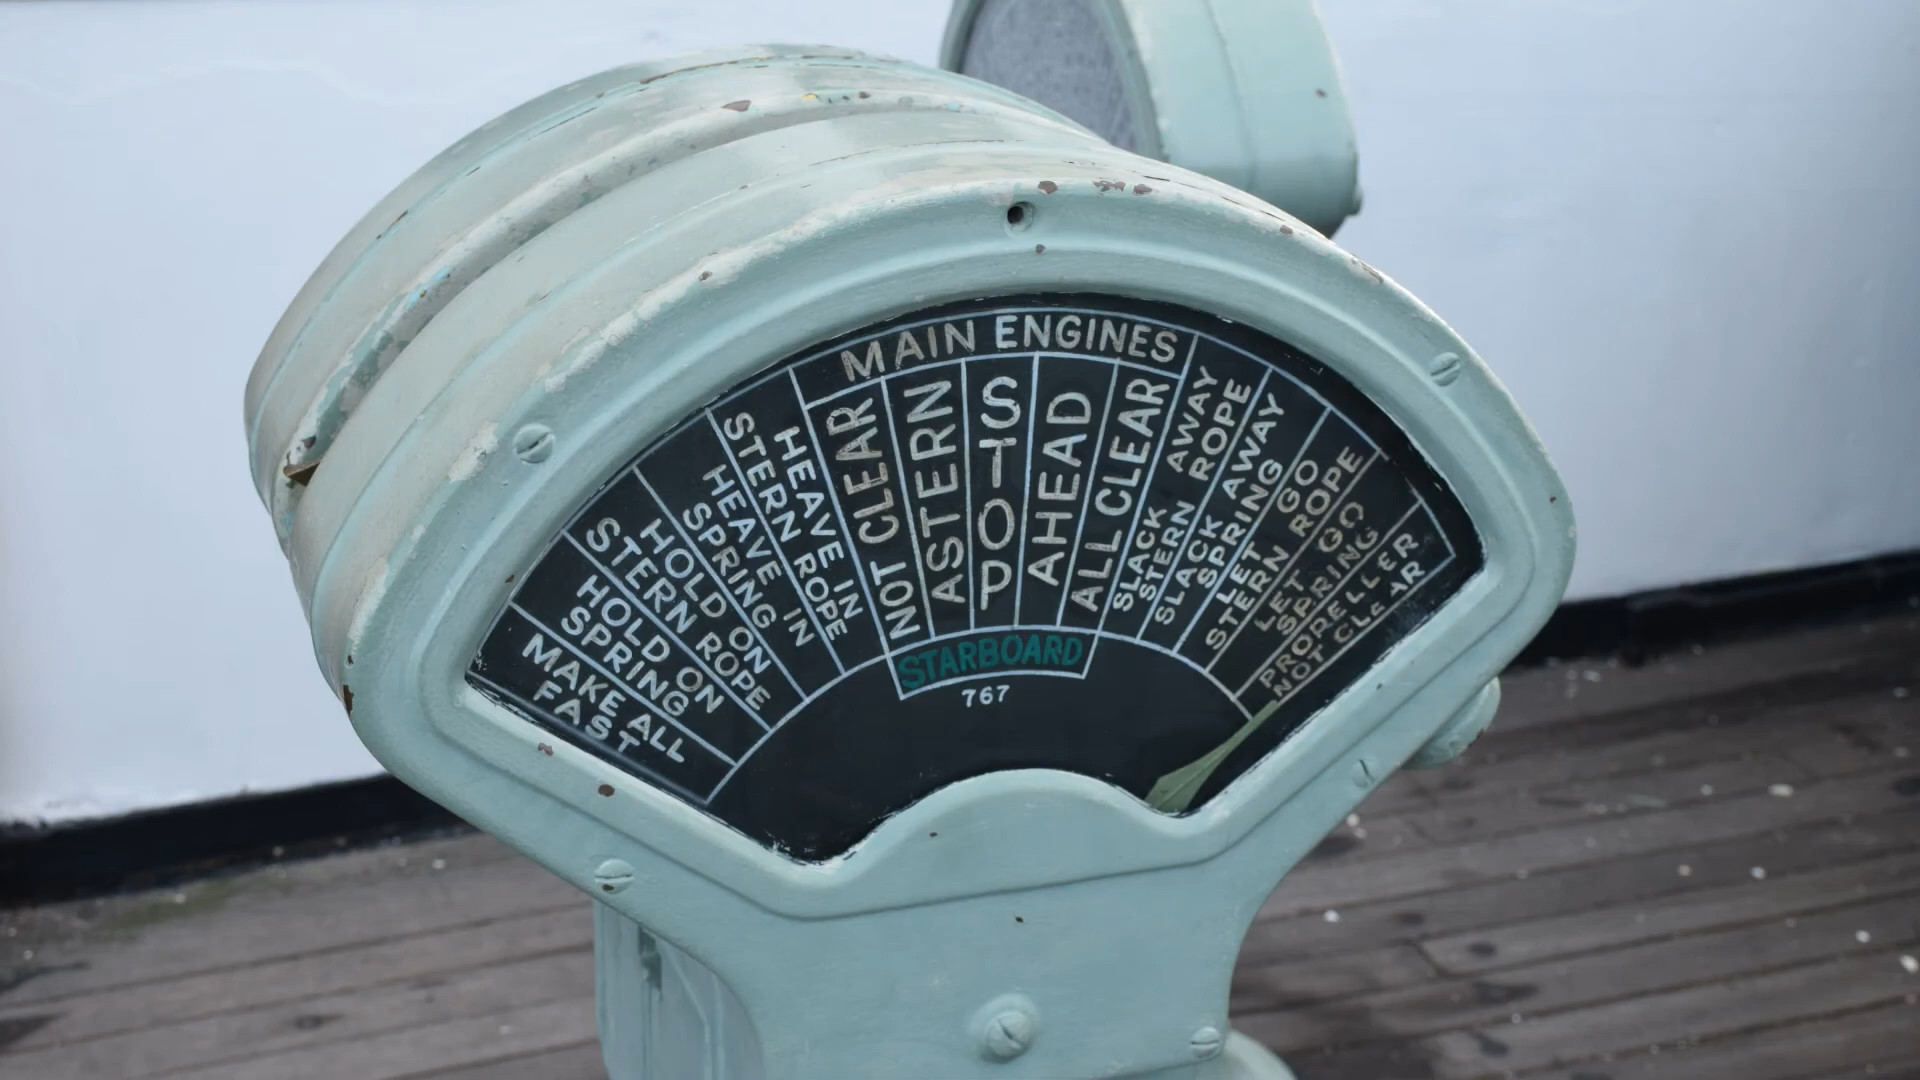 MAIN ENGINES
MAKE ALL
FAST
HOLD ON
SPRING
HOLD ON
STERN ROPE
HEAVE IN
SPRING
HEAVE IN
STERN ROPE
NOT CLEAR
ASTERN
STOP
AHEAD
ALL CLEAR
SLACK AWAY
STERN ROPE
SLACK AWAY
SPRING
LET GO
STERN ROPE
LET GO
SPRING
PROPELLER
NOT CLEAR
STARBOARD
767